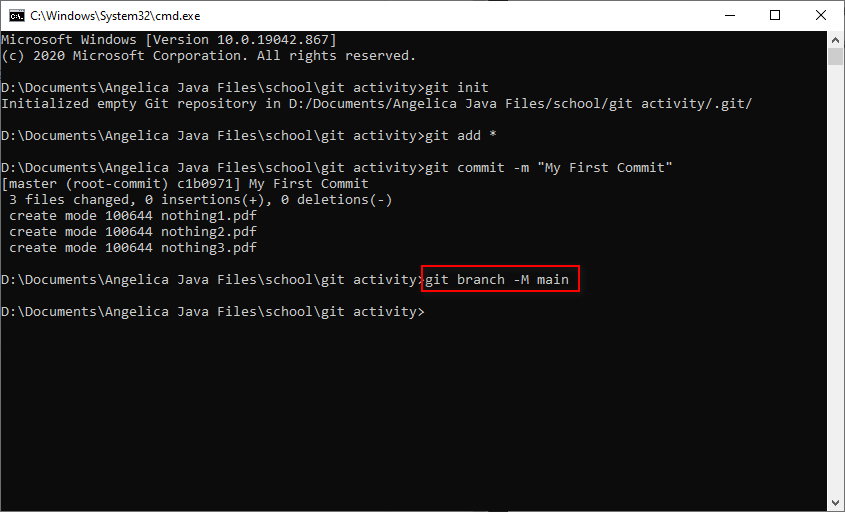 C:\Windows\System32\cmd.exe
Microsoft Windows [Version 10.0.19042.867]
(c) 2020 Microsoft Corporation. All rights reserved.
D:\Documents\Angelica Java Files\school\git activity>git init
Initialized empty Git repository in D:/Documents/Angelica Java Files/school/git activity/.git/
D:\Documents\Angelica Java Files\school\git activity>git add *
D:\Documents\Angelica Java Files\school\git activity>git commit -m "My First Commit"
[master (root-commit) c1b0971] My First Commit
 3 files changed, 0 insertions(+), 0 deletions(-)
 create mode 100644 nothing1.pdf
 create mode 100644 nothing2.pdf
 create mode 100644 nothing3.pdf
D:\Documents\Angelica Java Files\school\git activity>git branch -M main
D:\Documents\Angelica Java Files\school\git activity>